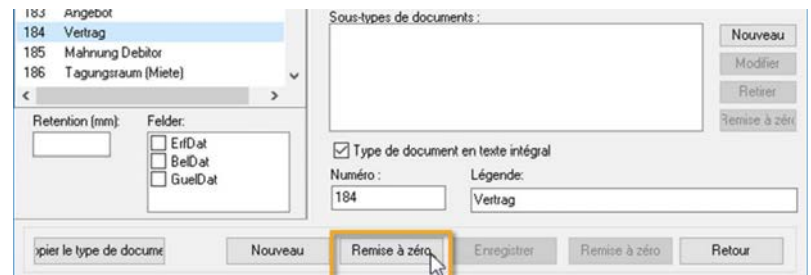 183 Angebot
184 Vertrag
185 Mahnung Debitor
186 Tagungsraum (Miete)
Sous-types de documents :
Nouveau
Modifier
Retirer
Remise à zéro
Retention (mm):
Felder:
ErfDat
BelDat
GuelDat
Type de document en texte intégral
Numéro :
Légende:
184
Vertrag
opier le type de docume
Nouveau
Remise à zéro
Enregistrer
Remise à zéro
Retour